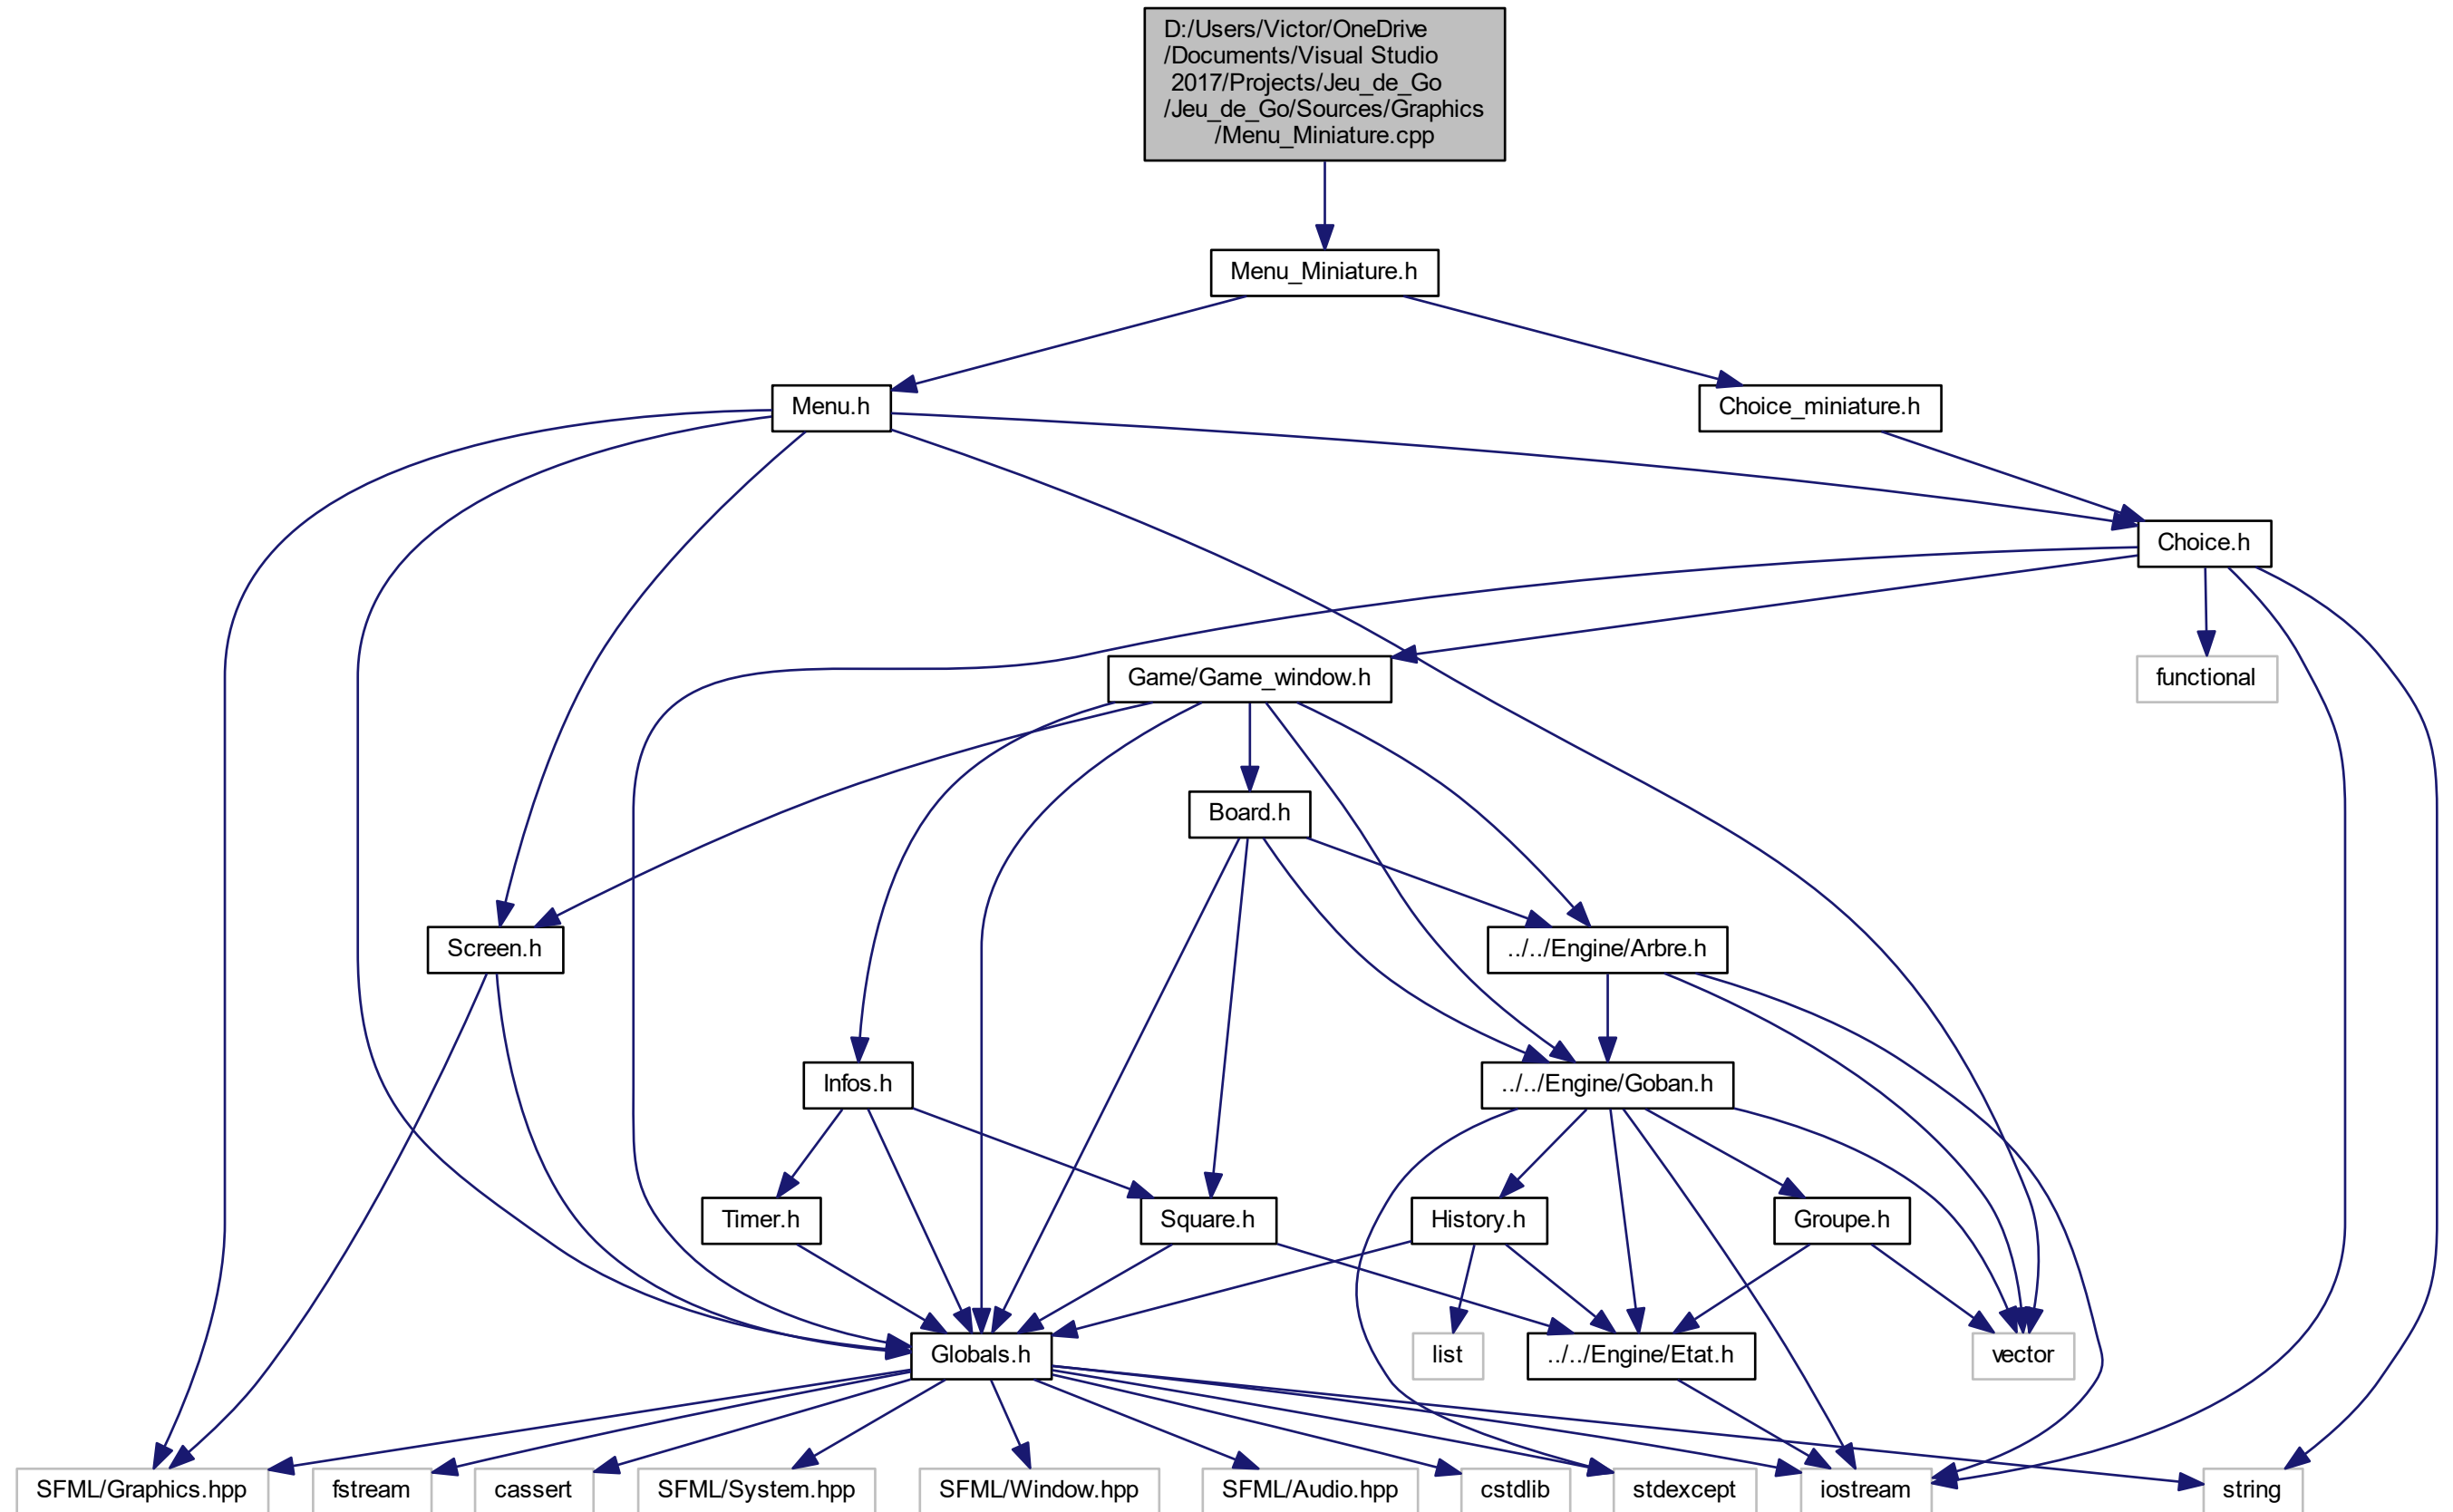 D:/Users/Victor/OneDrive
/Documents/Visual Studio
2017/Projects/Jeu_de_Go
/Jeu_de_Go/Sources/Graphics
/Menu_Miniature.cpp
Menu_Miniature.h
Menu.h
Choice_miniature.h
Choice.h
Game/Game_window.h
functional
Board.h
Screen.h
../../Engine/Arbre.h
Infos.h
../../Engine/Goban.h
Timer.h
Square.h
History.h
Groupe.h
Globals.h
list
../../Engine/Etat.h
vector
SFML/Graphics.hpp
fstream
cassert
SFML/System.hpp
SFML/Window.hpp
SFML/Audio.hpp
cstdlib
stdexcept
iostream
string